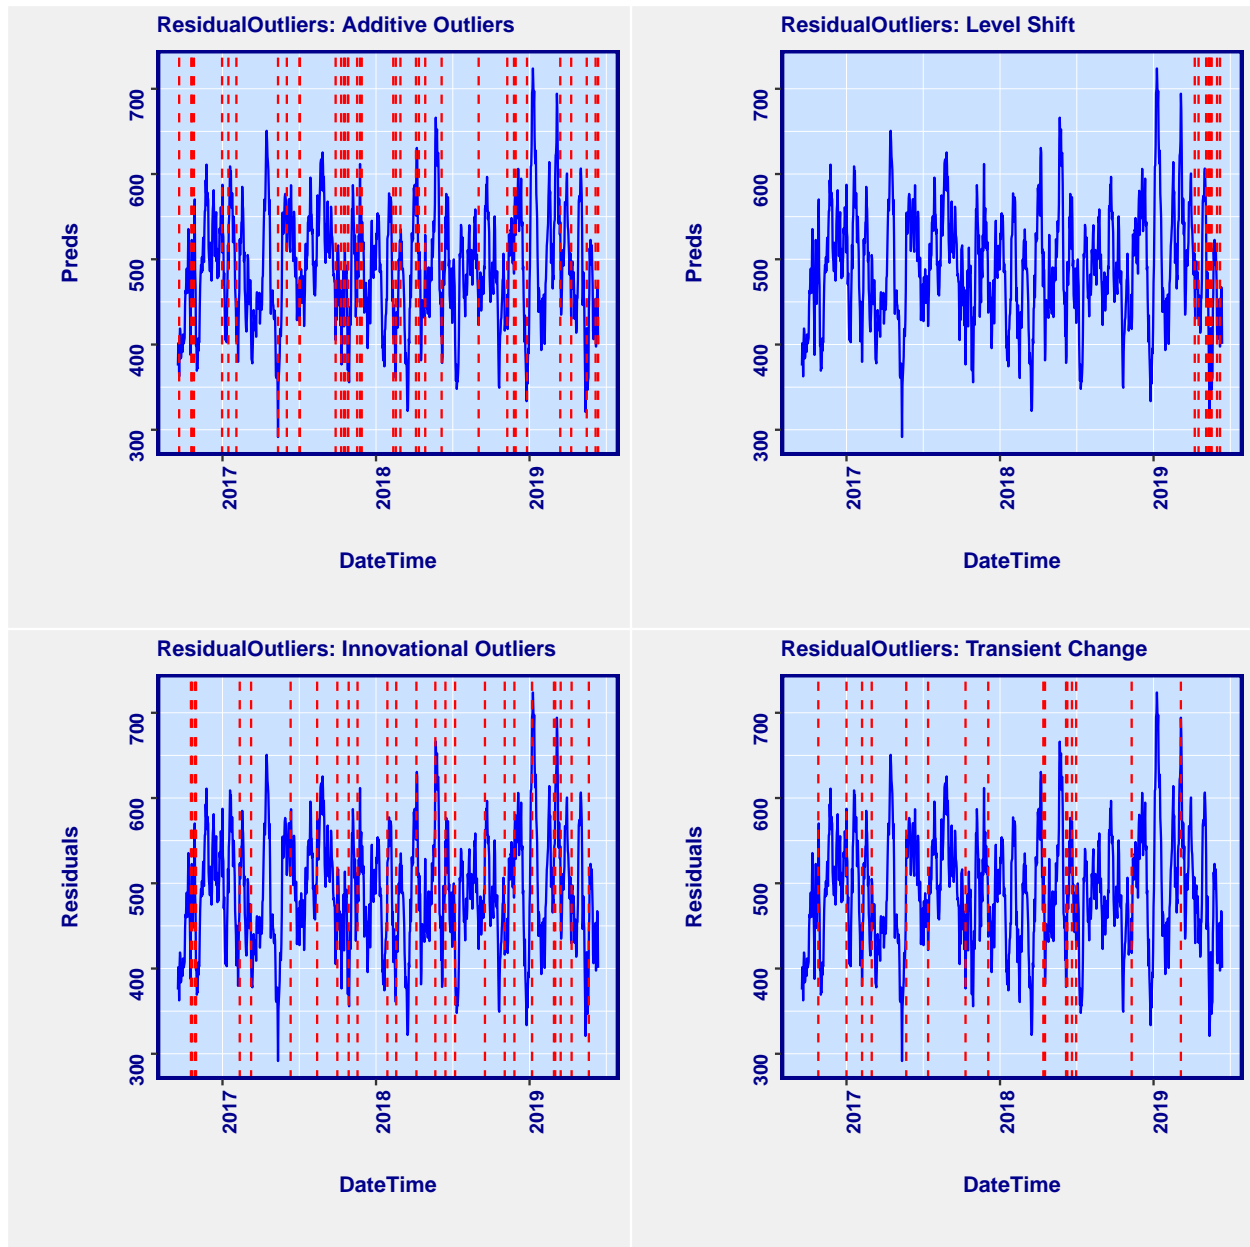 ResidualOutliers: Additive Outliers
Preds
700
600
500
400
300
2017
2018
2019
DateTime
ResidualOutliers: Level Shift
Preds
700
600
500
400
300
2017
2018
2019
DateTime
ResidualOutliers: Innovational Outliers
Residuals
700
600
500
400
300
2017
2018
2019
DateTime
ResidualOutliers: Transient Change
Residuals
700
600
500
400
300
2017
2018
2019
DateTime